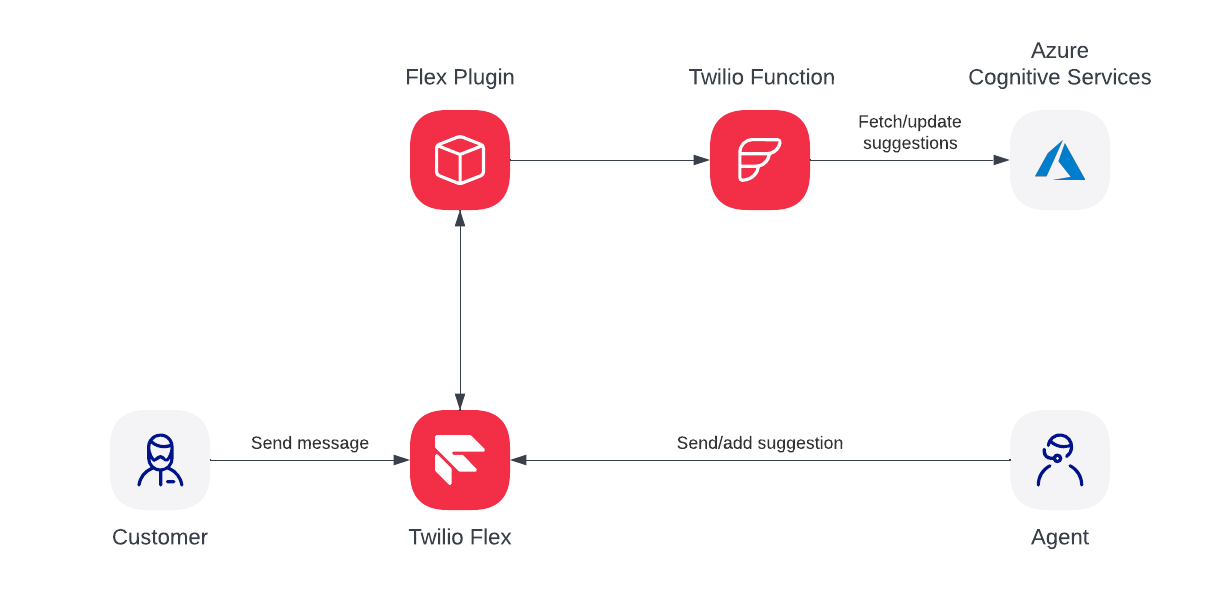 Azure
Flex Plugin
Twilio Function
Cognitive Services
Fetch/update
suggestions
Send message
Send/add suggestion
Customer
Twilio Flex
Agent